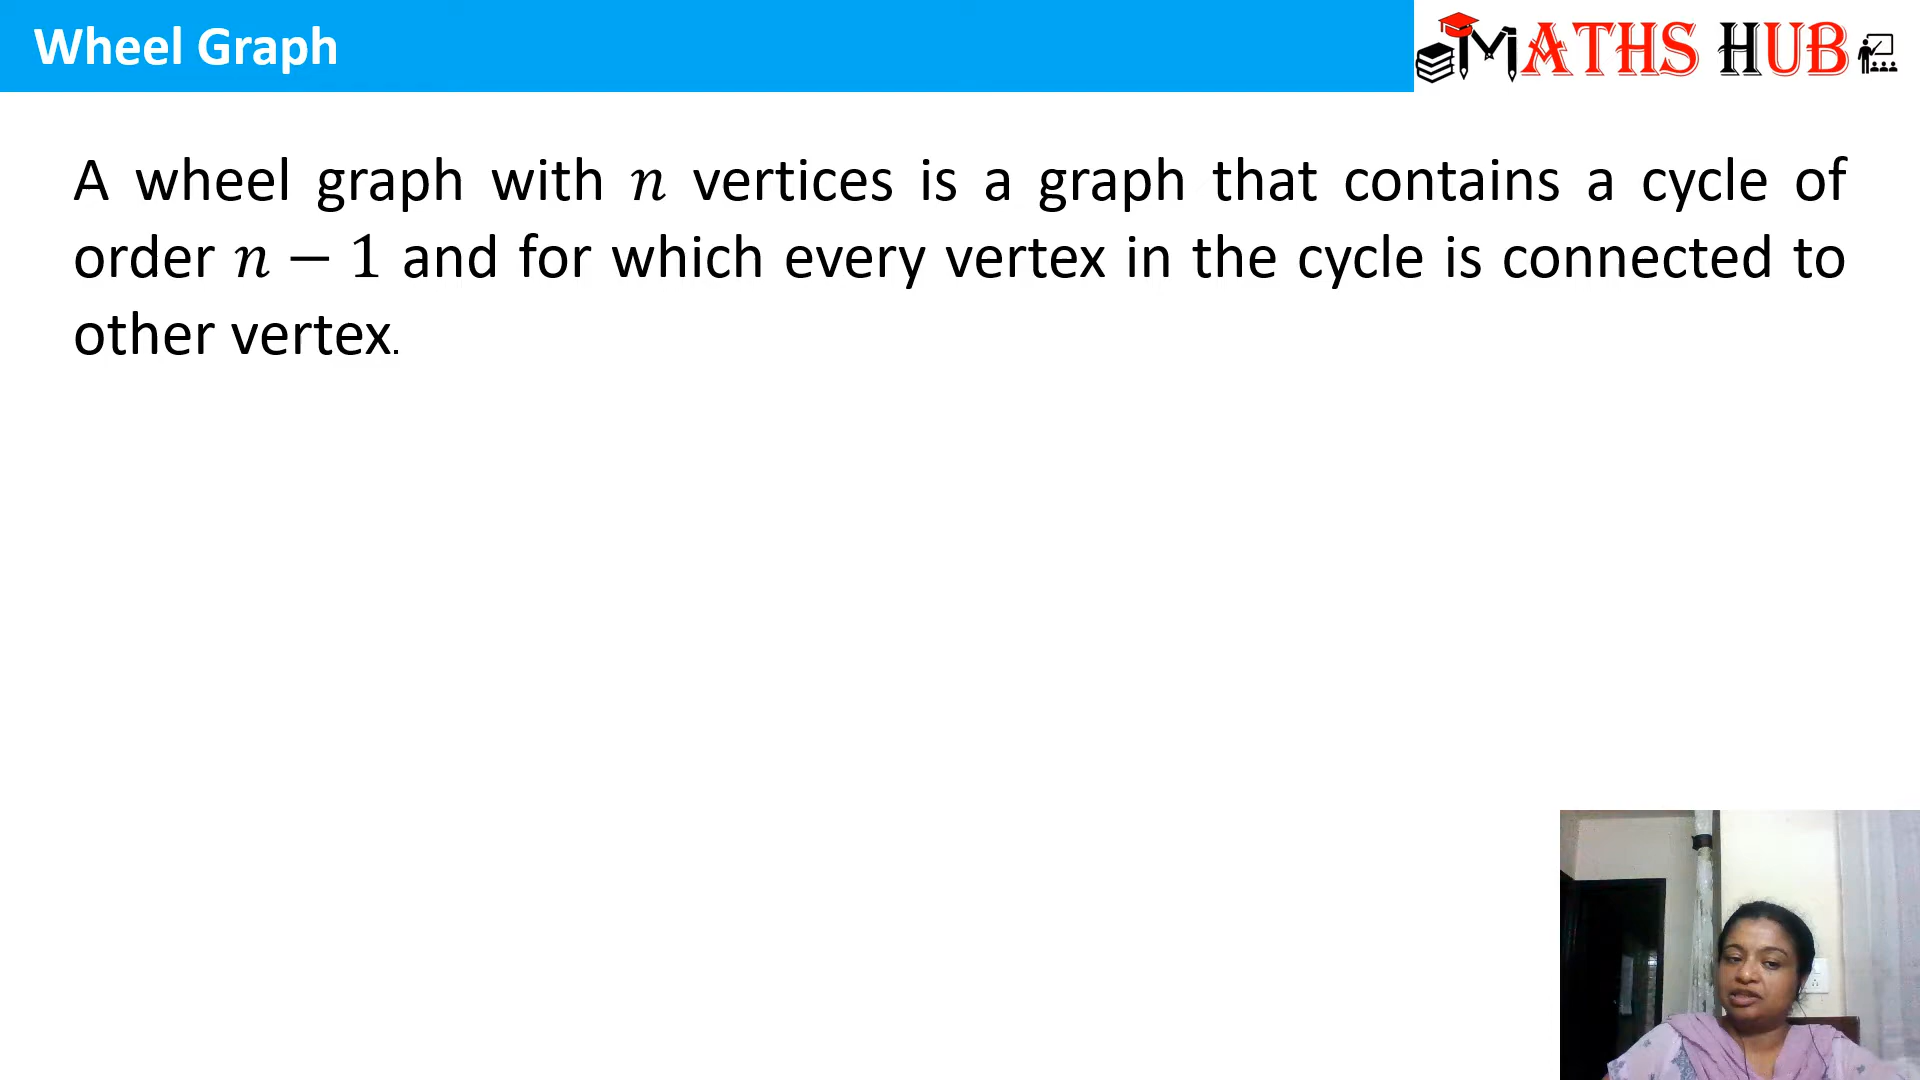 Wheel Graph
MATHS HUB
A wheel graph with n vertices is a graph that contains a cycle of
order n − 1 and for which every vertex in the cycle is connected to
other vertex.